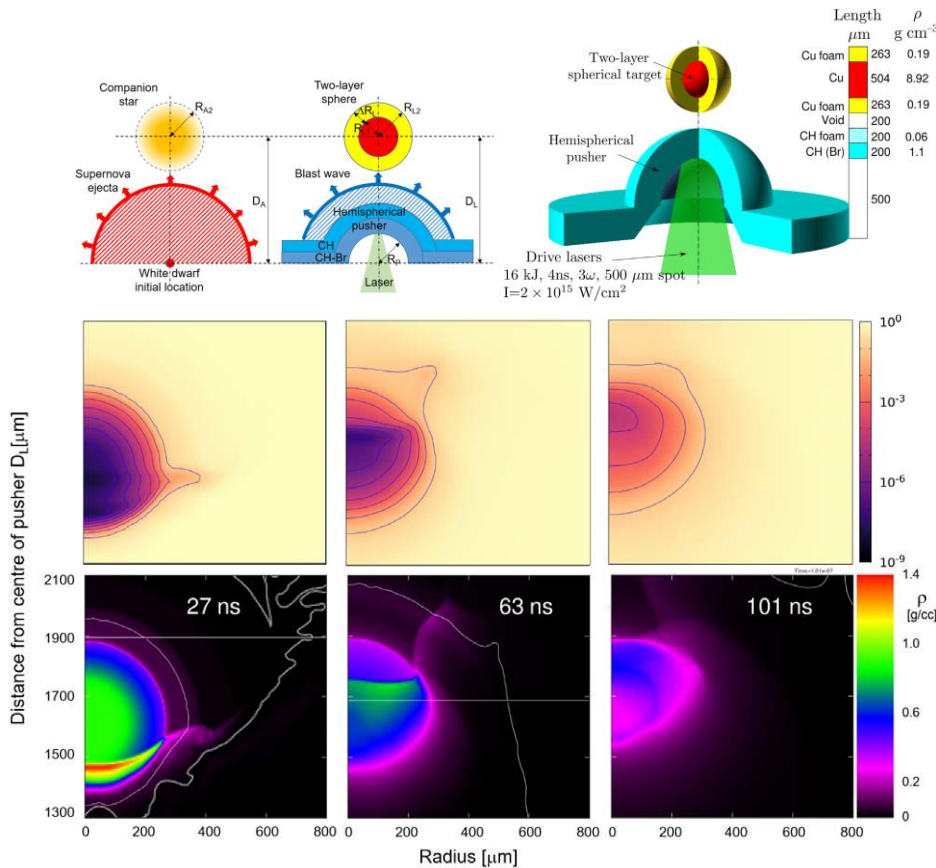 Companion
star
R_A2
Supernova
ejecta
D_A
White dwarf
initial location
Two-layer
sphere
R_L2
Blast wave
Hemispherical
pusher
D_L
CH
CH-Br
Laser
Two-layer
spherical target
Hemispherical
pusher
Drive lasers
16 kJ, 4ns, 3ω, 500 μm spot
I=2 × 10^15 W/cm^2
Length ρ
μm g cm^-3
Cu foam 263 0.19
Cu 504 8.92
Cu foam 263 0.19
Void 200
CH foam 200 0.06
CH (Br) 200 1.1
500
10^0
10^-3
10^-6
10^-9
Distance from centre of pusher D_L[μm]
2100
1900
1700
1500
1300
27 ns
63 ns
101 ns
1.4
ρ
[g/cc]
1.0
0.6
0.2
0
0 200 400 600 800
0 200 400 600 800
0 200 400 600 800
Radius [μm]